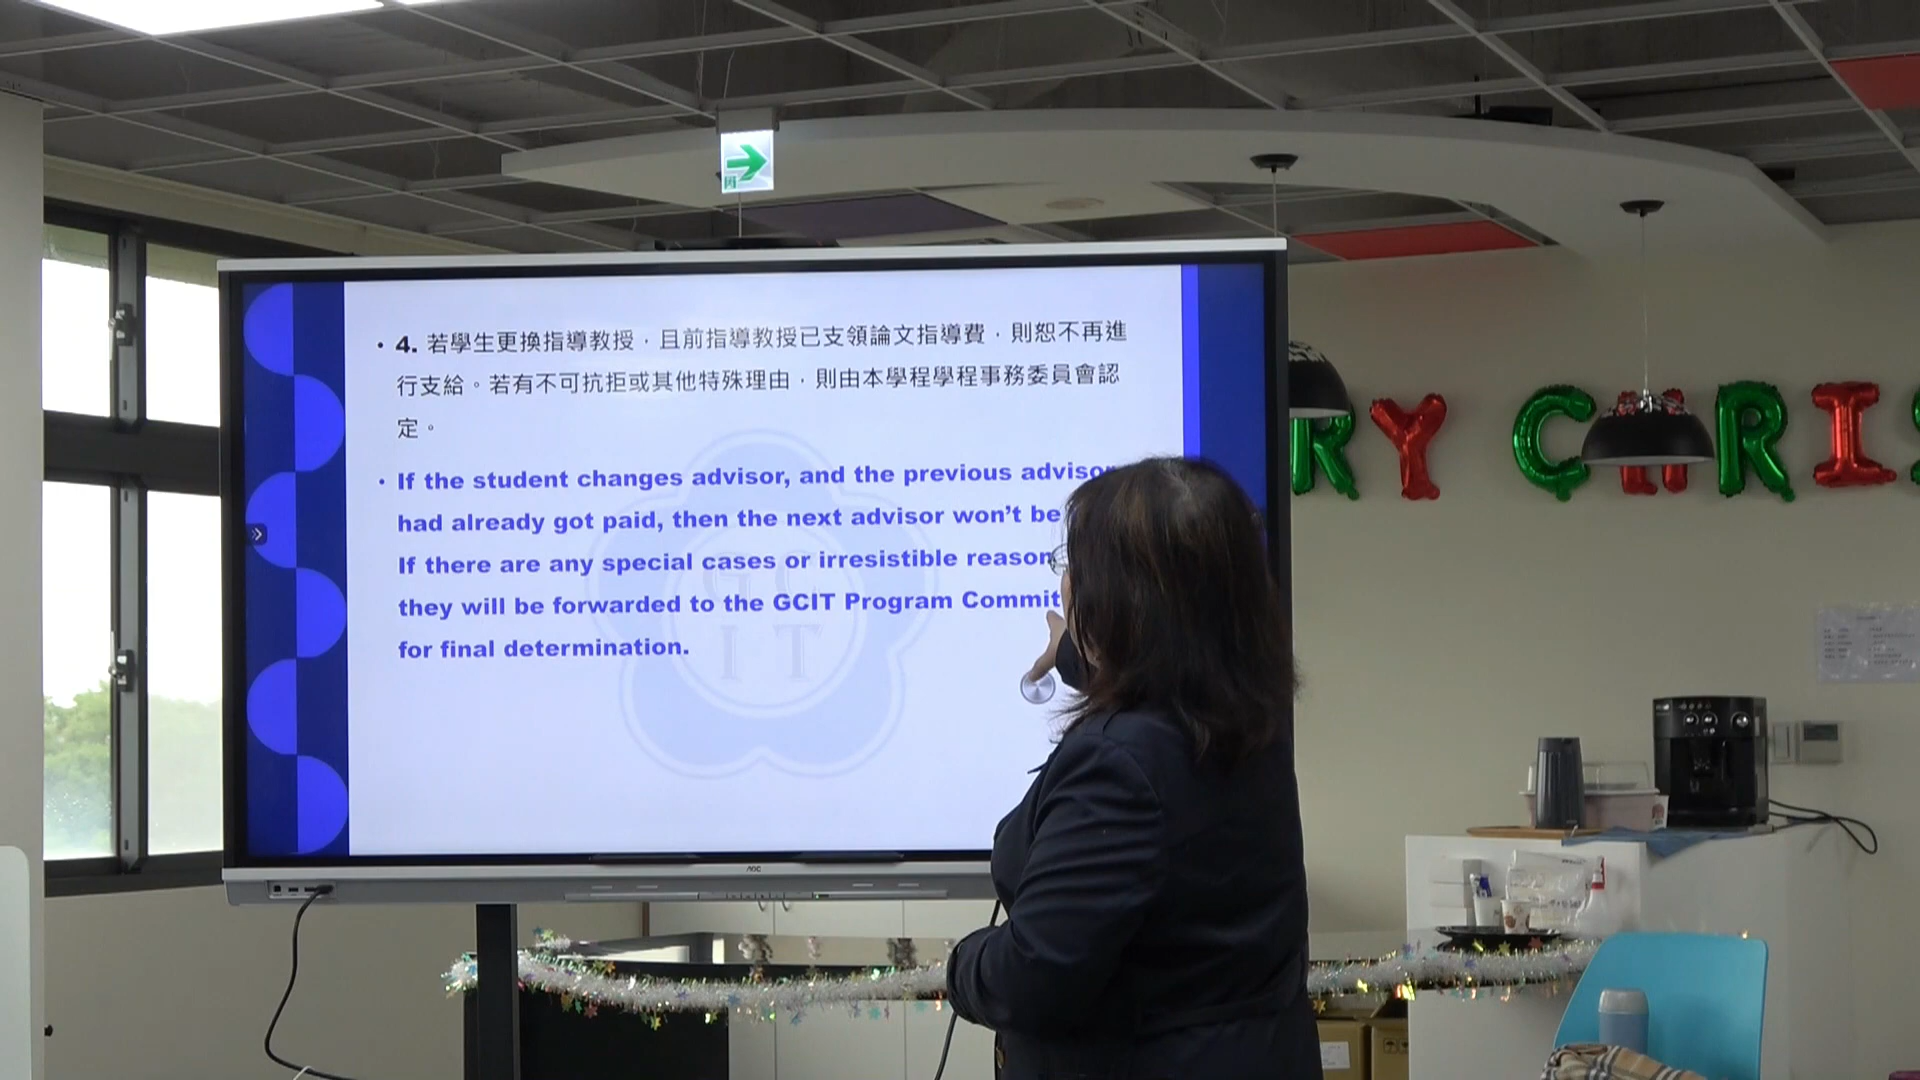 • 4. 若學生更換指導教授，且前指導教授已支領論文指導費，則恕不再進
行支給。若有不可抗拒或其他特殊理由，則由本學程學程事務委員會認
定。
• If the student changes advisor, and the previous advisor
had already got paid, then the next advisor won’t be
If there are any special cases or irresistible reason
they will be forwarded to the GCIT Program Commit
for final determination.
GC
IT
AOC
RY CHRIS